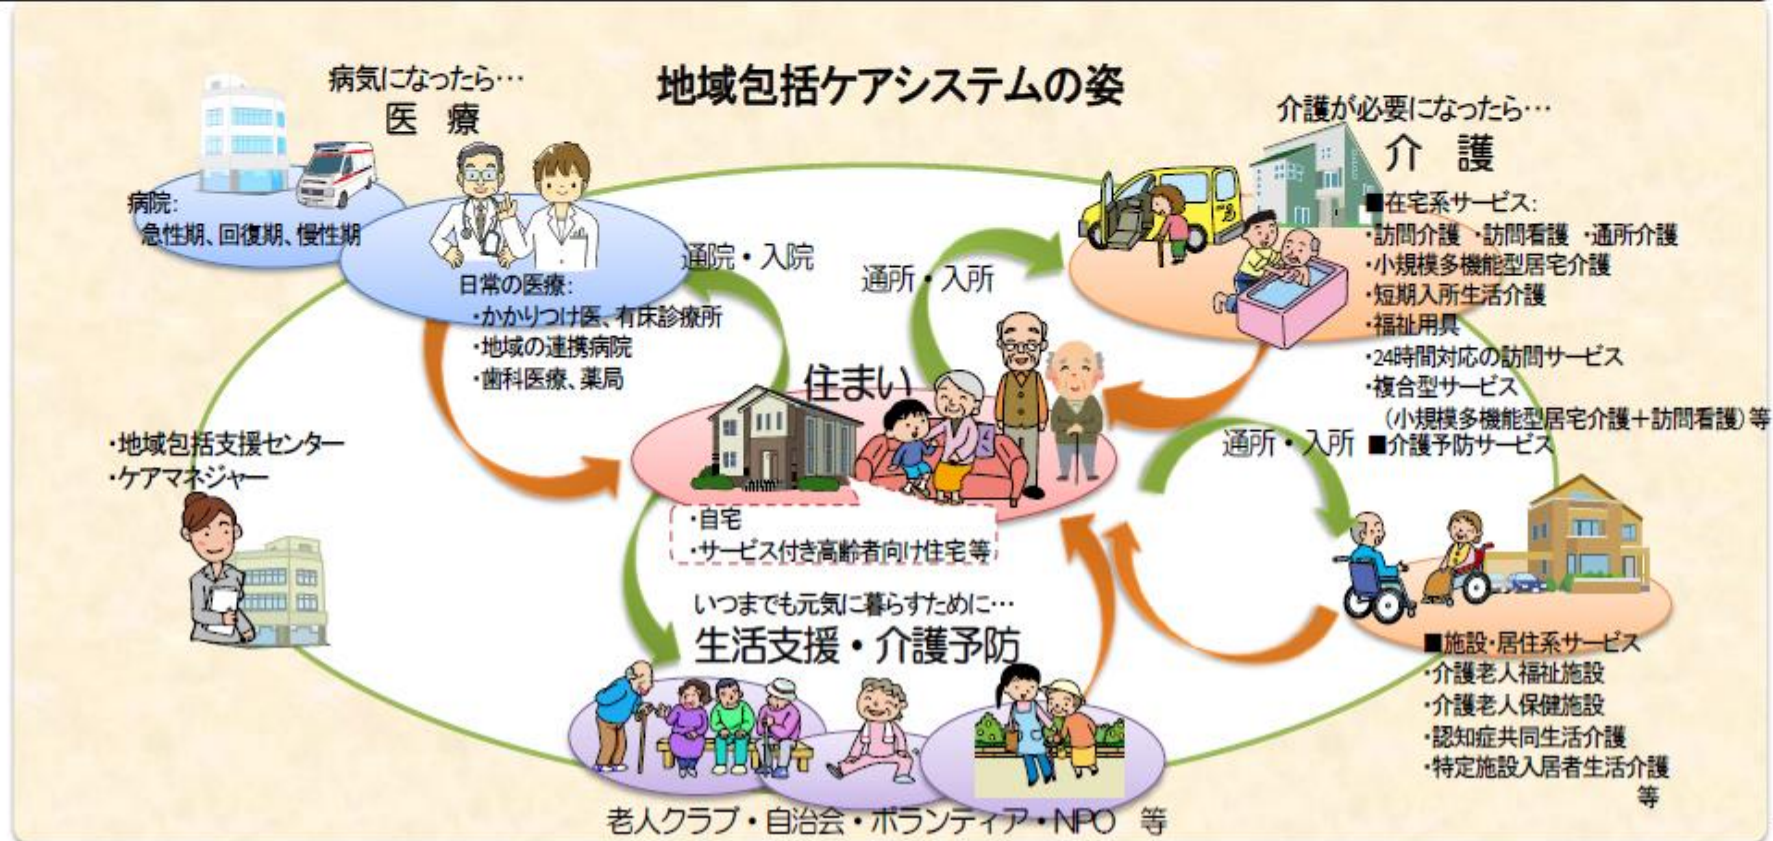 地域包括ケアシステムの姿
病気になったら…
医 療
病院:
急性期、回復期、慢性期
日常の医療:
・かかりつけ医、有床診療所
・地域の連携病院
・歯科医療、薬局
通院・入院
通所・入所
介護が必要になったら…
介 護
■在宅系サービス:
・訪問介護 ・訪問看護 ・通所介護
・小規模多機能型居宅介護
・短期入所生活介護
・福祉用具
・24時間対応の訪問サービス
・複合型サービス
(小規模多機能型居宅介護+訪問看護)等
■介護予防サービス
通所・入所
住まい
・自宅
・サービス付き高齢者向け住宅等
・地域包括支援センター
・ケアマネジャー
いつまでも元気に暮らすために…
生活支援・介護予防
老人クラブ・自治会・ボランティア・NPO 等
■施設・居住系サービス
・介護老人福祉施設
・介護老人保健施設
・認知症共同生活介護
・特定施設入居者生活介護
等